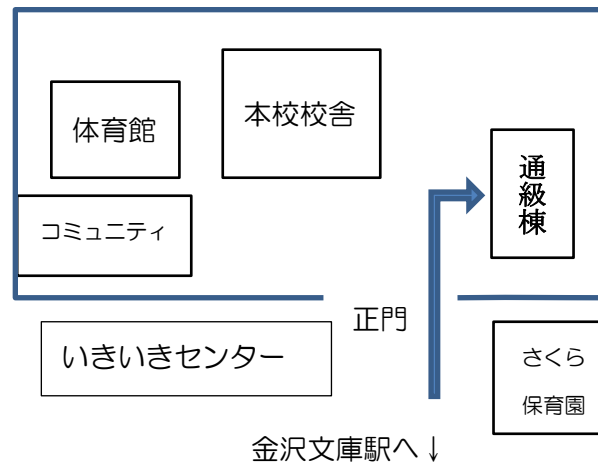 体育館
本校校舎
通級棟
コミュニティ
正門
いきいきセンター
さくら
保育園
金沢文庫駅へ↓